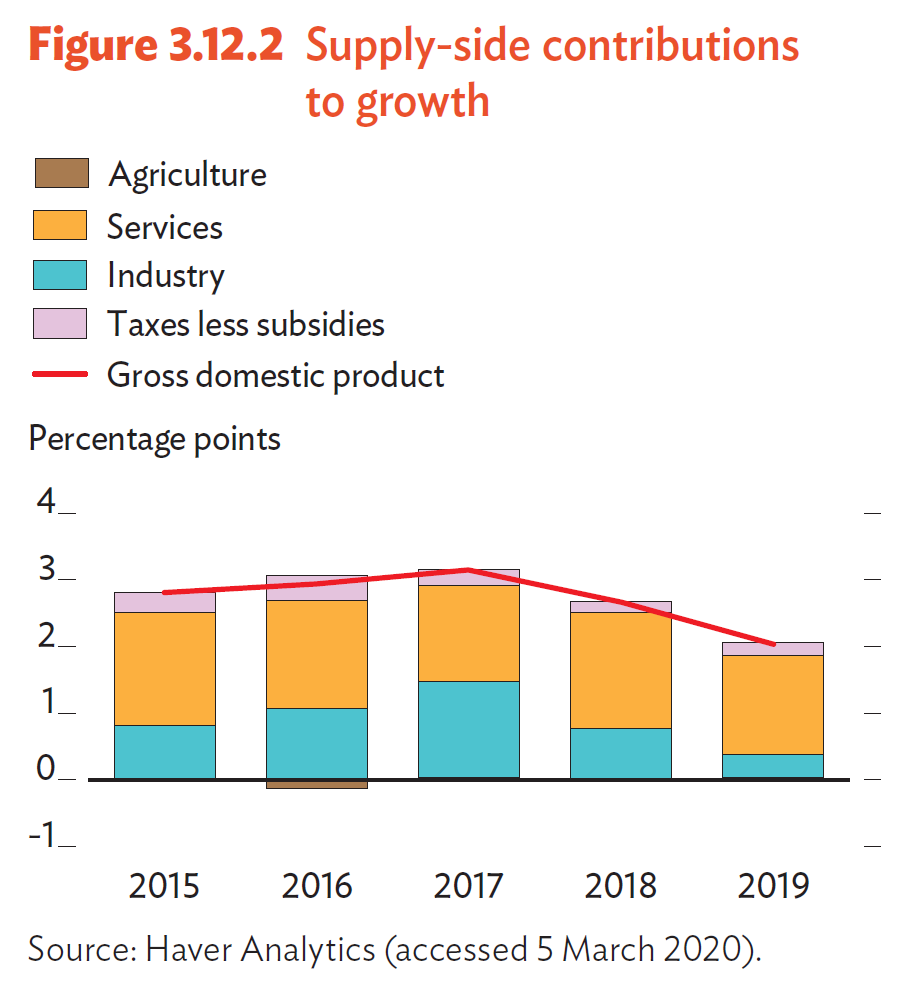 Figure 3.12.2 Supply-side contributions
to growth
Agriculture
Services
Industry
Taxes less subsidies
Gross domestic product
Percentage points
4
3
2
1
0
-1
2015 2016 2017 2018 2019
Source: Haver Analytics (accessed 5 March 2020).